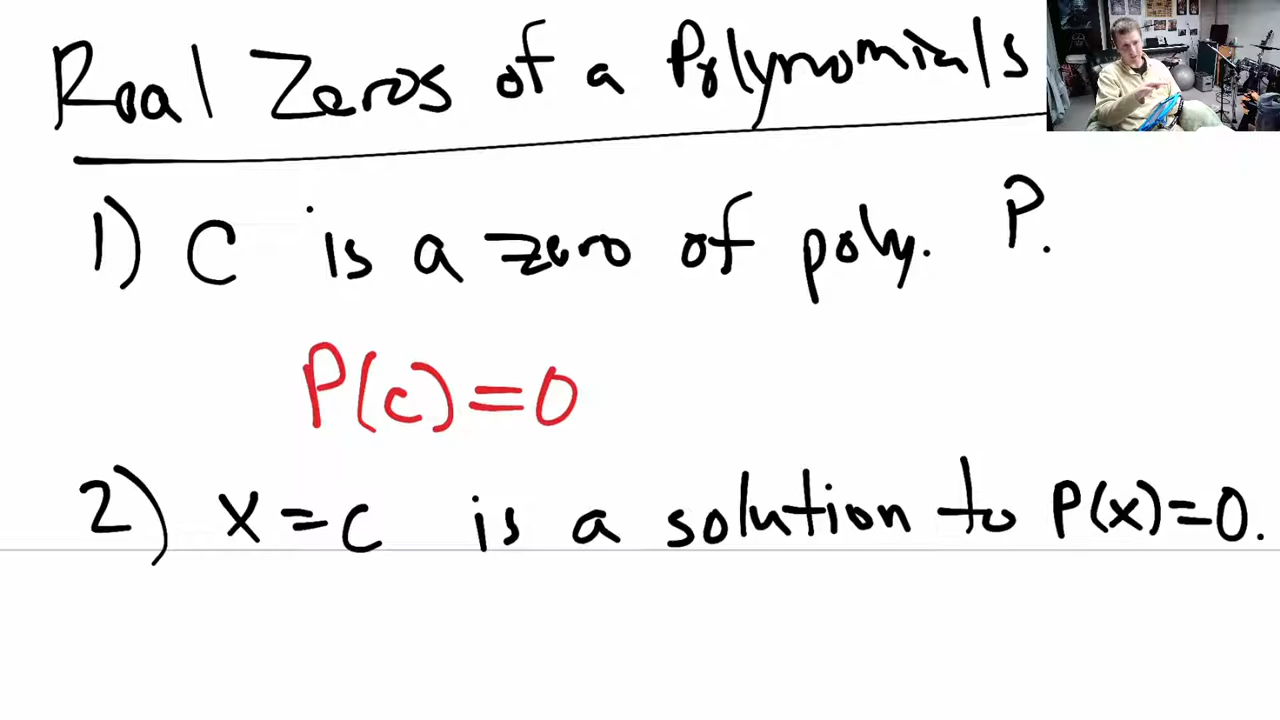 Real Zeros of a Polynomials
1) C is a zero of poly. P.
P(c)=0
2) x=c is a solution to P(x)=0.